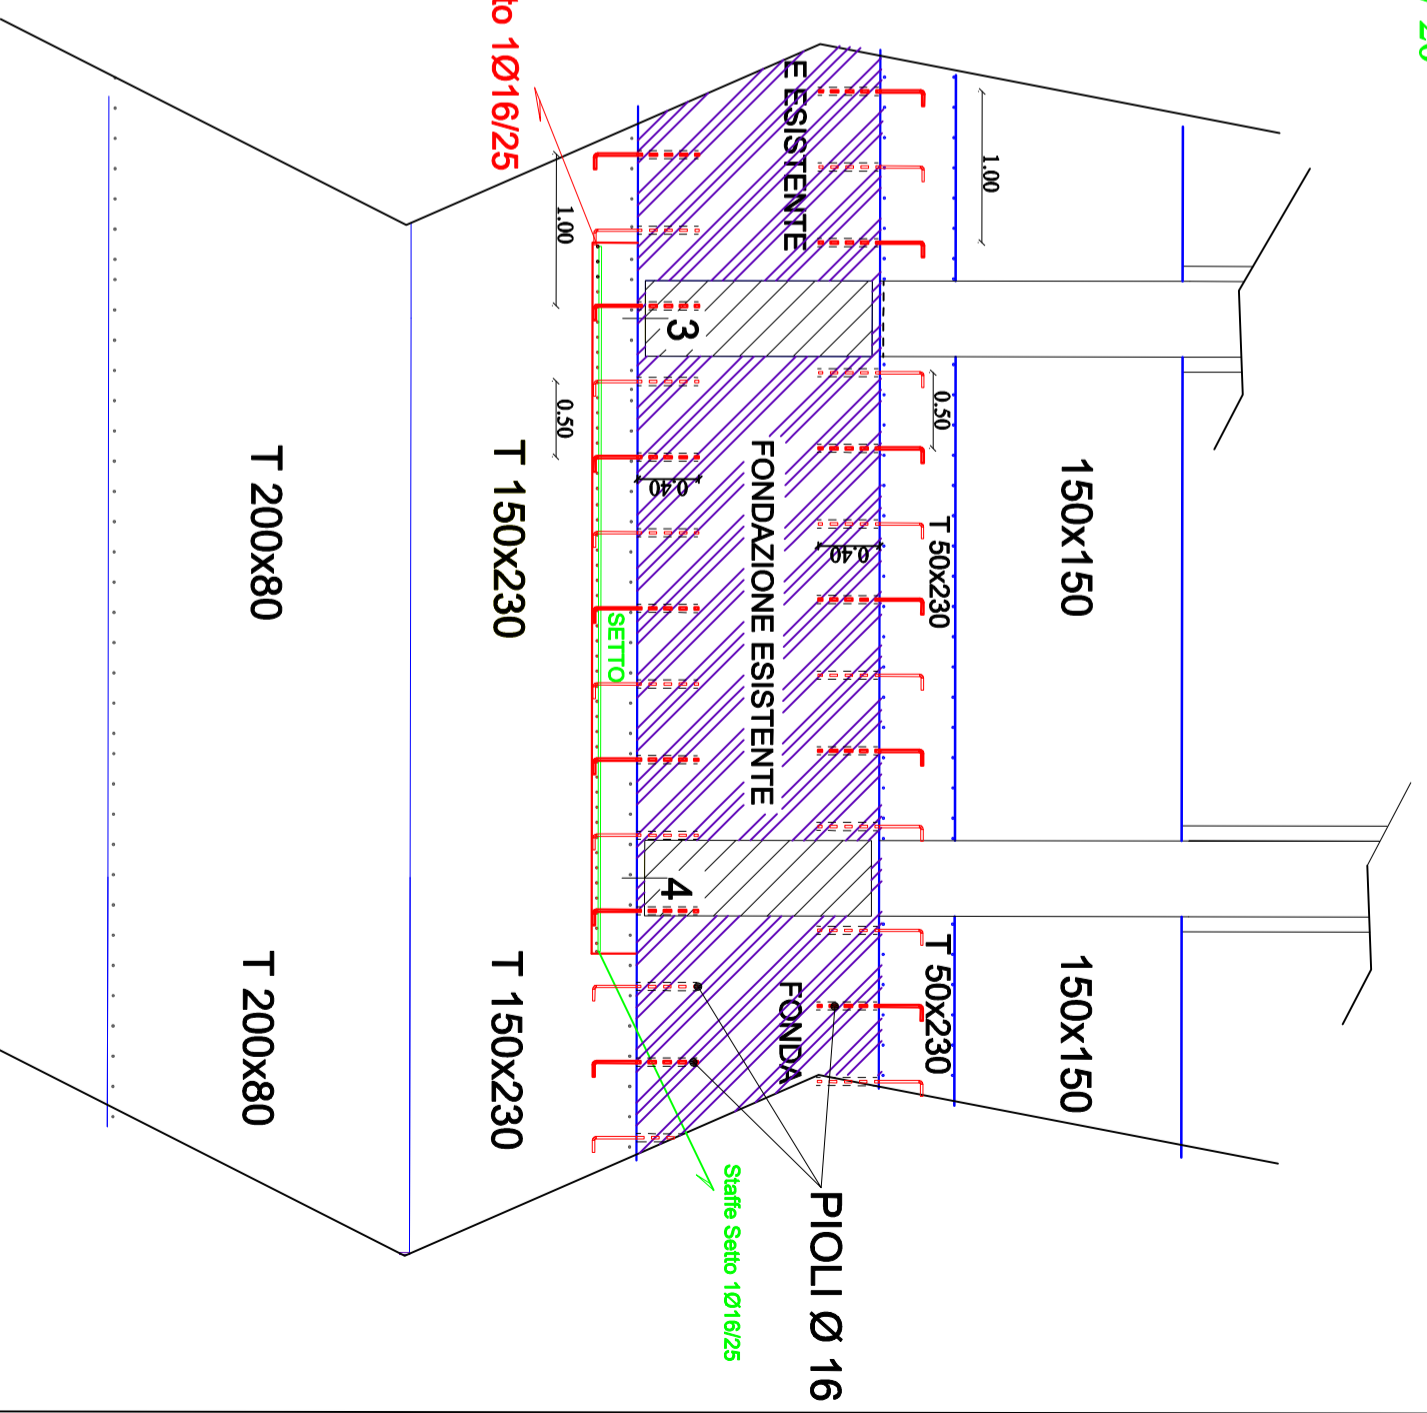 to 1Ø16/25
E ESISTENTE
1.00
1.00
3
0.50
0.50
150x150
T 50x230
0.40
0.40
FONDAZIONE ESISTENTE
SETTO
T 150x230
T 200x80
4
150x150
T 50x230
FONDA
T 150x230
T 200x80
Staffe Setto 1Ø16/25
PIOLI Ø 16